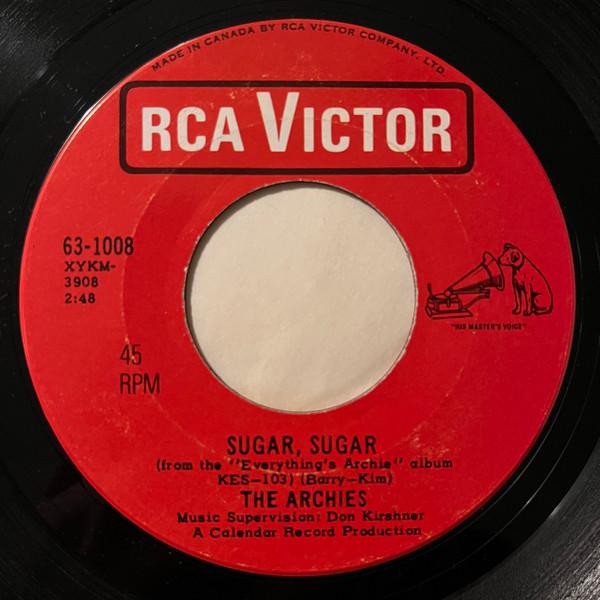 MADE IN CANADA BY RCA VICTOR COMPANY, LTD.
RCA VICTOR
63-1008
XYKM-
3908
2:48
"HIS MASTER'S VOICE"
45
RPM
SUGAR, SUGAR
(from the "Everything's Archie" album
KES-103) (Barry-Kim)
THE ARCHIES
Music Supervision: Don Kirshner
A Calendar Record Production